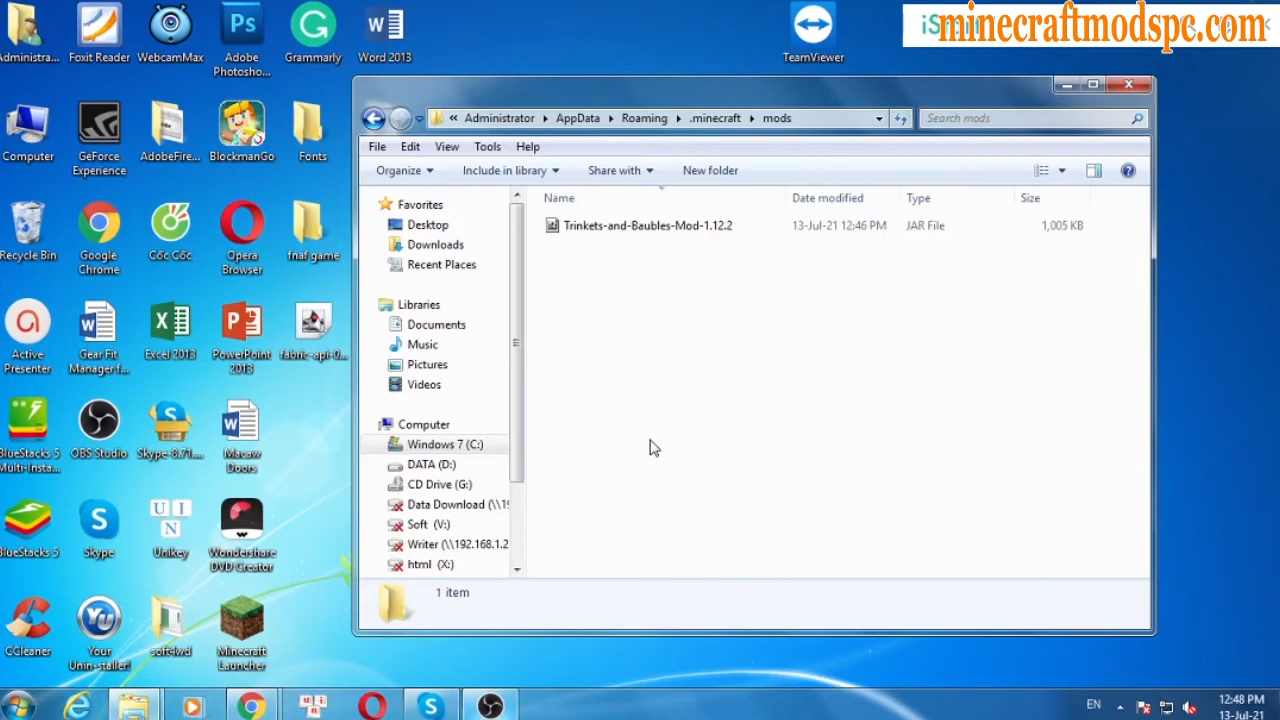 Administra...
Foxit Reader
WebcamMax
Ps
Adobe
Photosho...
Grammarly
Word 2013
TeamViewer
minecraftmodspc.com
Computer
GeForce
Experience
AdobeFire...
BlockmanGo
Fonts
Recycle Bin
Google
Chrome
Cốc Cốc
Opera
Browser
fnaf game
Active
Presenter
Gear Fit
Manager f...
Excel 2013
PowerPoint
2013
fabric-api-0...
BlueStacks 5
Multi-Insta...
OBS Studio
Skype-8.71....
Macaw
Doors
BlueStacks 5
Skype
U I
N
Unikey
Wondershare
DVD Creator
CCleaner
Your
Unin-staller!
soft4wd
Minecraft
Launcher
« Administrator AppData Roaming .minecraft mods
Search mods
File Edit View Tools Help
Organize Include in library Share with New folder
Name Date modified Type Size
Trinkets-and-Baubles-Mod-1.12.2 13-Jul-21 12:46 PM JAR File 1,005 KB
Favorites
Desktop
Downloads
Recent Places
Libraries
Documents
Music
Pictures
Videos
Computer
Windows 7 (C:)
DATA (D:)
CD Drive (G:)
Data Download (\\19
Soft (V:)
Writer (\\192.168.1.2
html (X:)
1 item
EN
12:48 PM
13-Jul-21